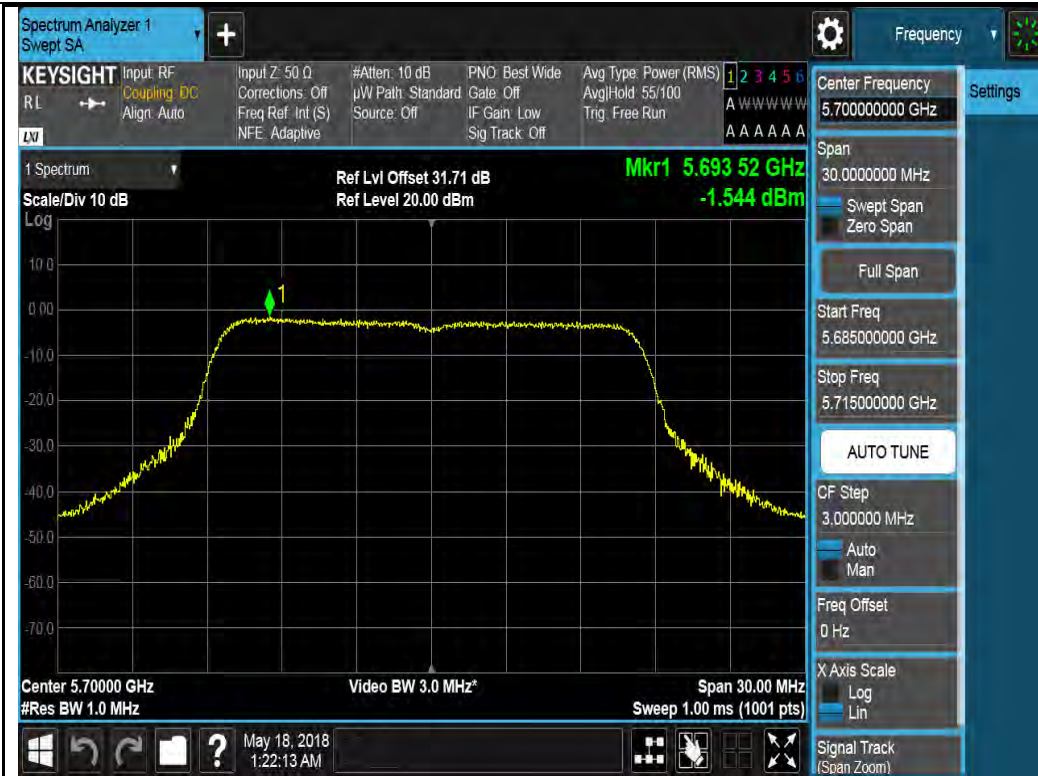 Spectrum Analyzer 1
Swept SA
+
Frequency
KEYSIGHT
RL
LXI
Input: RF
Coupling: DC
Align: Auto
Input Z: 50 Ω
Corrections: Off
Freq Ref: Int (S)
NFE: Adaptive
#Atten: 10 dB
µW Path: Standard
Source: Off
PNO: Best Wide
Gate: Off
IF Gain: Low
Sig Track: Off
Avg Type: Power (RMS)
Avg|Hold: 55/100
Trig: Free Run
1 2 3 4 5 6
A W W W W W
A A A A A A
1 Spectrum
Scale/Div 10 dB
Log
Ref Lvl Offset 31.71 dB
Ref Level 20.00 dBm
Mkr1 5.693 52 GHz
-1.544 dBm
10.0
0.00
-10.0
-20.0
-30.0
-40.0
-50.0
-60.0
-70.0
1
Center 5.70000 GHz
#Res BW 1.0 MHz
Video BW 3.0 MHz*
Span 30.00 MHz
Sweep 1.00 ms (1001 pts)
Center Frequency
5.700000000 GHz
Settings
Span
30.0000000 MHz
Swept Span
Zero Span
Full Span
Start Freq
5.685000000 GHz
Stop Freq
5.715000000 GHz
AUTO TUNE
CF Step
3.000000 MHz
Auto
Man
Freq Offset
0 Hz
X Axis Scale
Log
Lin
Signal Track
(Span Zoom)
?
May 18, 2018
1:22:13 AM